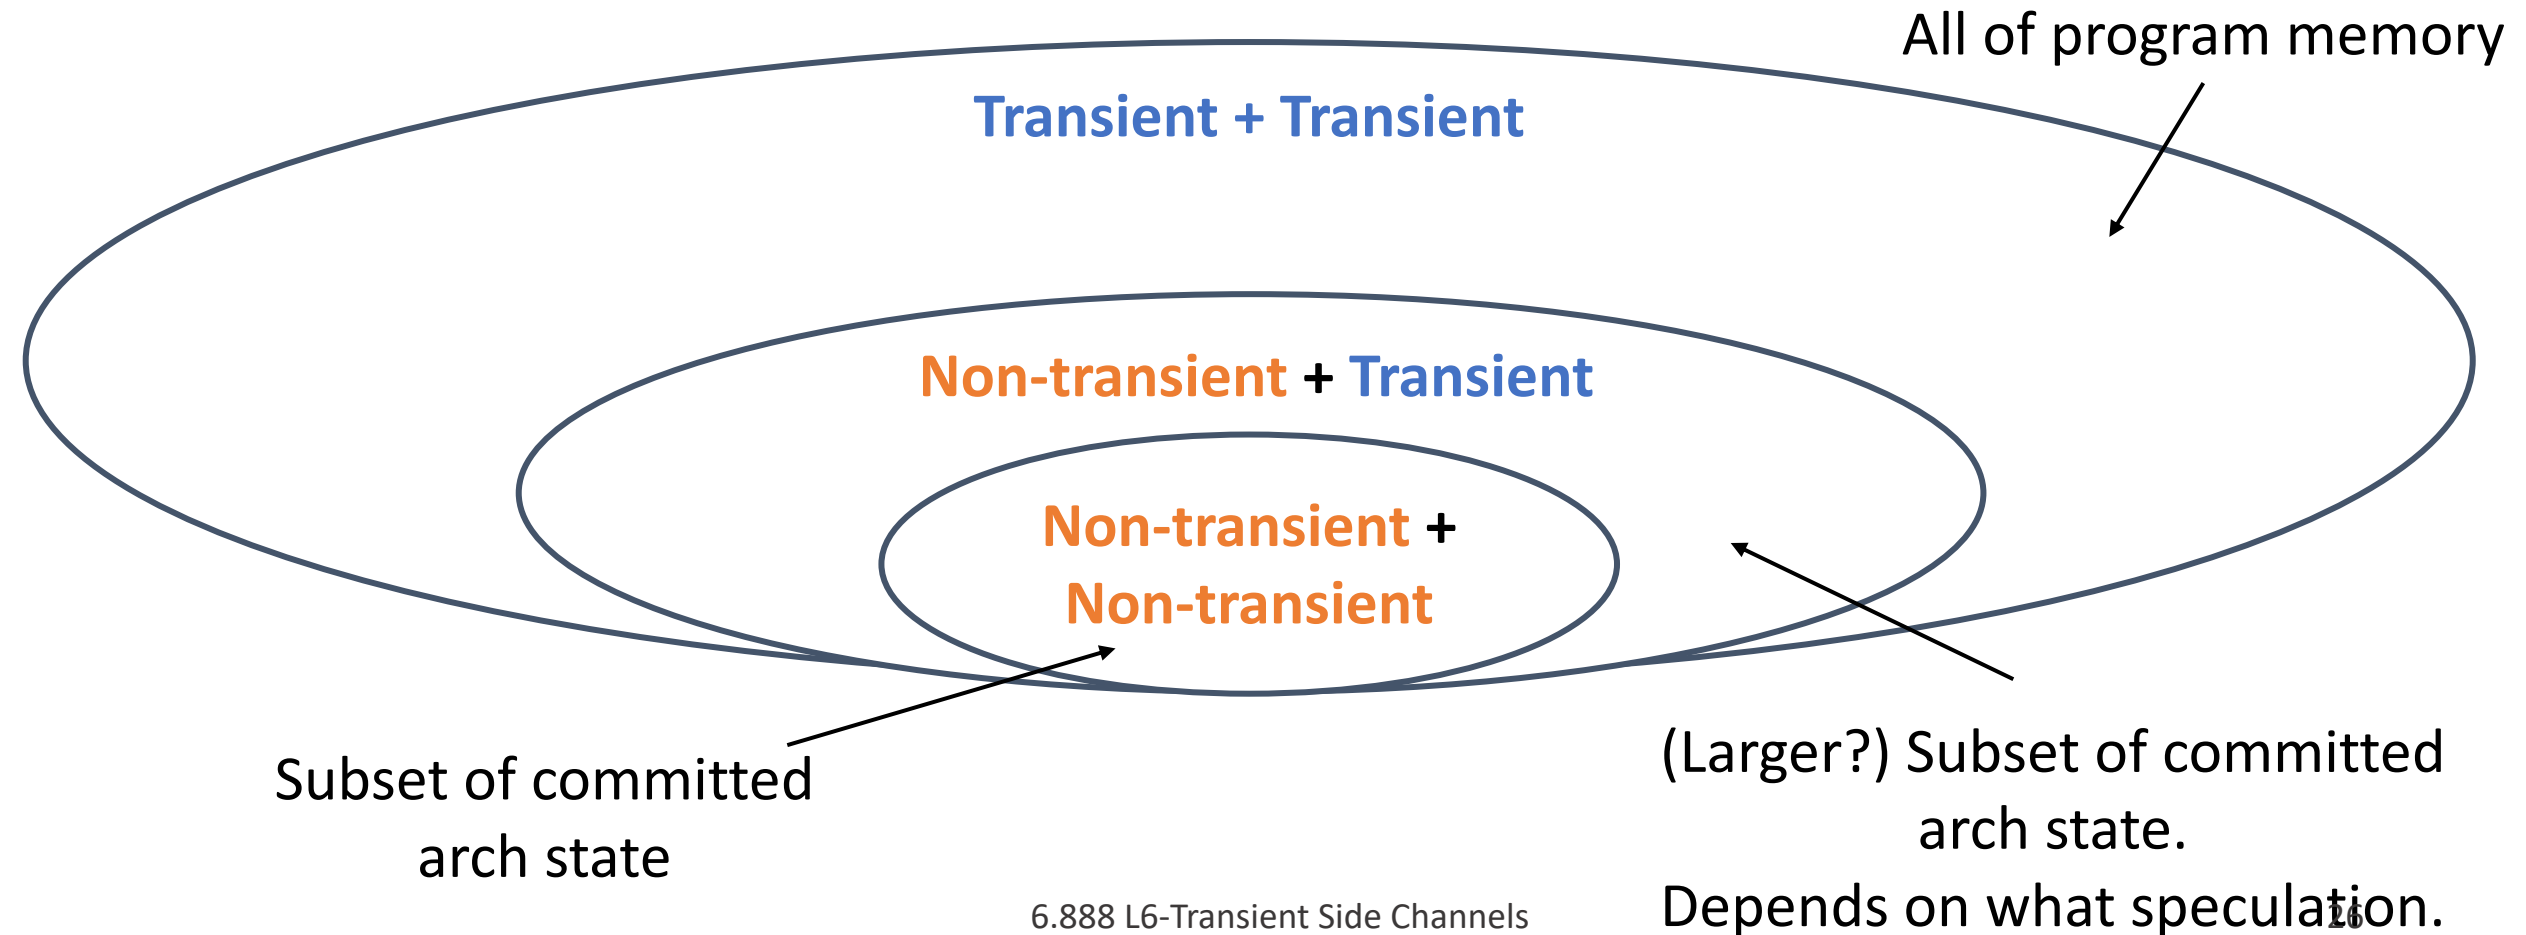 All of program memory
Transient + Transient
Non-transient + Transient
Non-transient +
Non-transient
Subset of committed
arch state
(Larger?) Subset of committed
arch state.
Depends on what speculation.
6.888 L6-Transient Side Channels
26